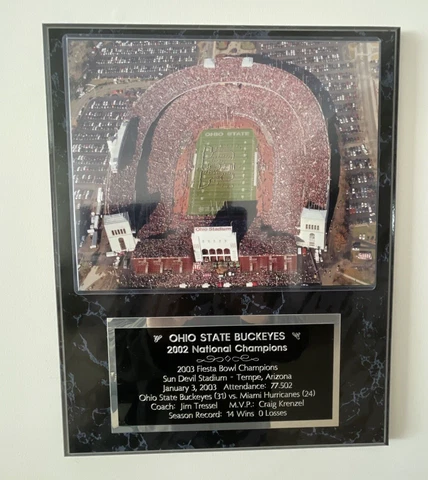 OHIO STATE
Ohio Stadium
OHIO STATE BUCKEYES
2002 National Champions
2003 Fiesta Bowl Champions
Sun Devil Stadium - Tempe, Arizona
January 3, 2003 Attendance: 77,502
Ohio State Buckeyes (31) vs. Miami Hurricanes (24)
Coach: Jim Tressel M.V.P.: Craig Krenzel
Season Record: 14 Wins 0 Losses